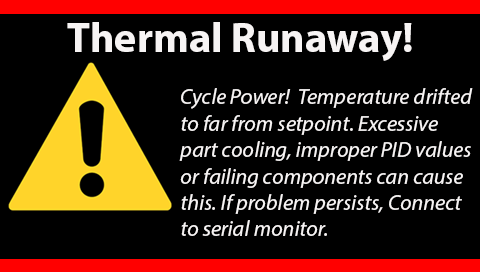 Thermal Runaway!
Cycle Power! Temperature drifted
to far from setpoint. Excessive
part cooling, improper PID values
or failing components can cause
this. If problem persists, Connect
to serial monitor.